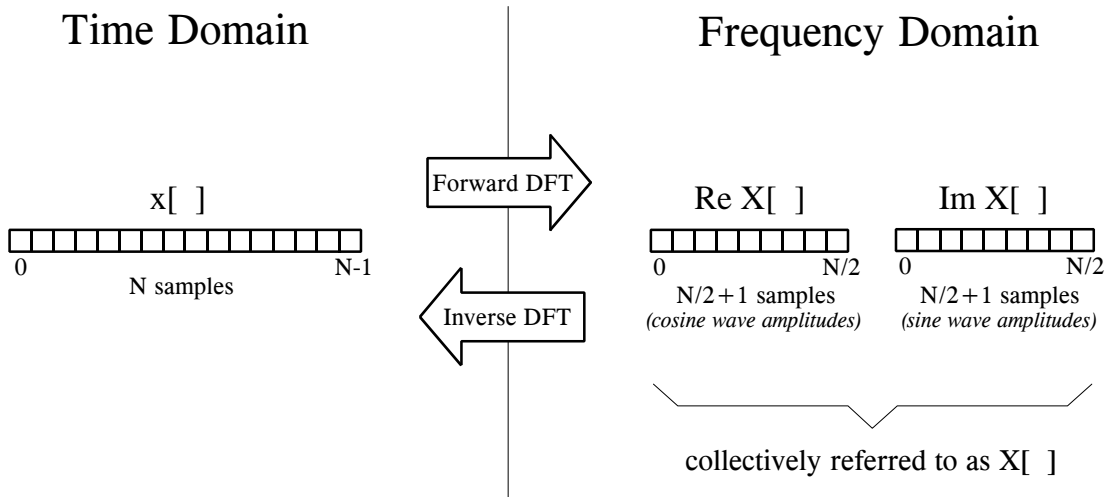 Time Domain
Frequency Domain
Forward DFT
x[ ]
0
N-1
N samples
Re X[ ]
0
N/2
N/2+1 samples
(cosine wave amplitudes)
Im X[ ]
0
N/2
N/2+1 samples
(sine wave amplitudes)
Inverse DFT
collectively referred to as X[ ]